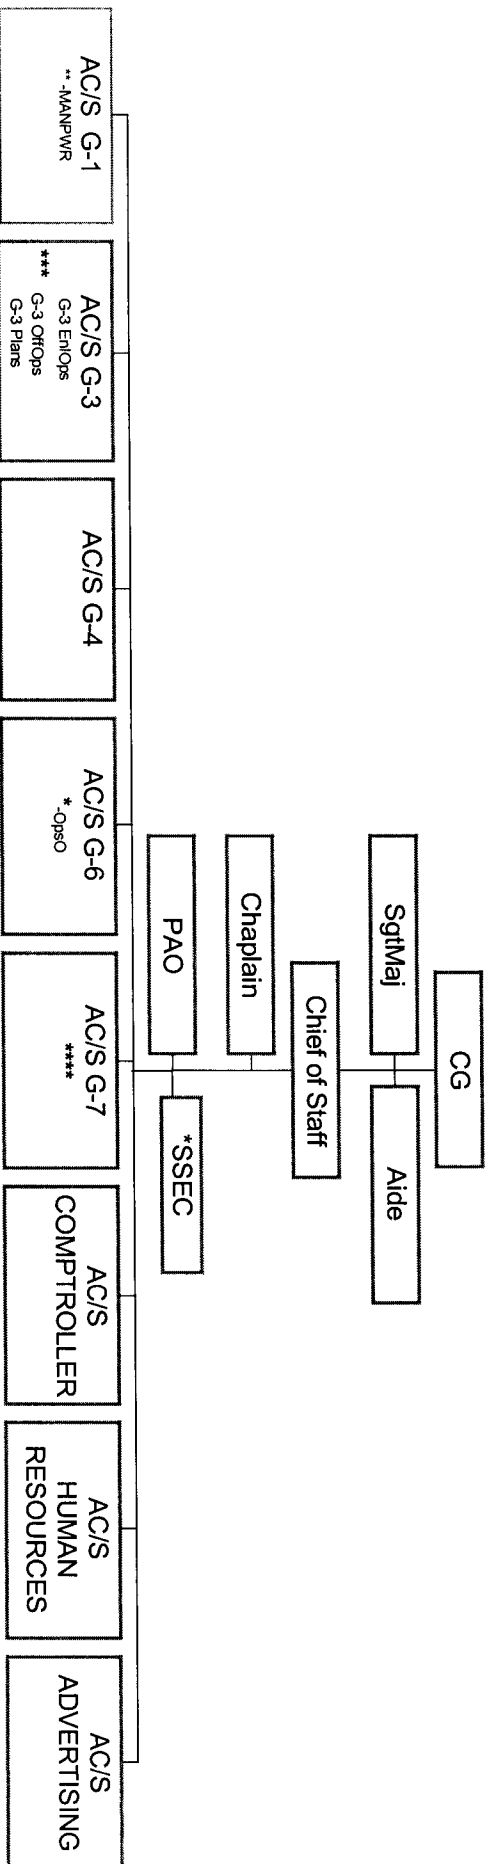 CG
SgtMaj
Aide
Chief of Staff
Chaplain
PAO
*SSEC
AC/S G-1
** -MANPWR
AC/S G-3
G-3 EnlOps
*** G-3 OffOps
G-3 Plans
AC/S G-4
AC/S G-6
*-OpsO
AC/S G-7
****
AC/S
COMPTROLLER
AC/S
HUMAN
RESOURCES
AC/S
ADVERTISING